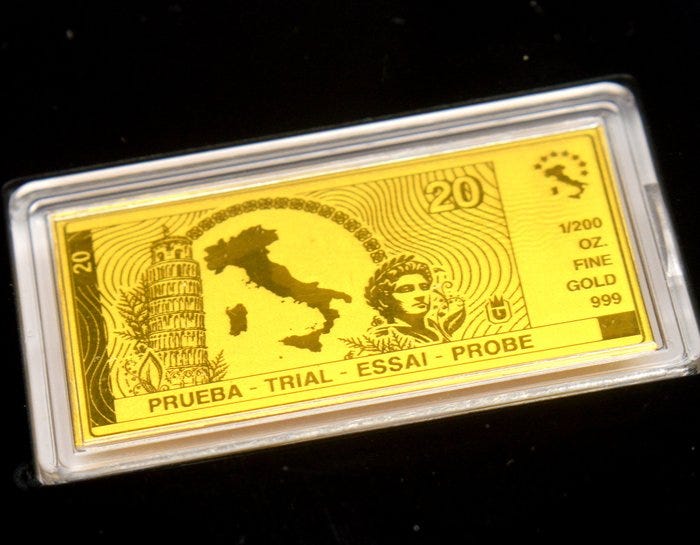 20
20
1/200
OZ.
FINE
GOLD
999
PRUEBA - TRIAL - ESSAI - PROBE